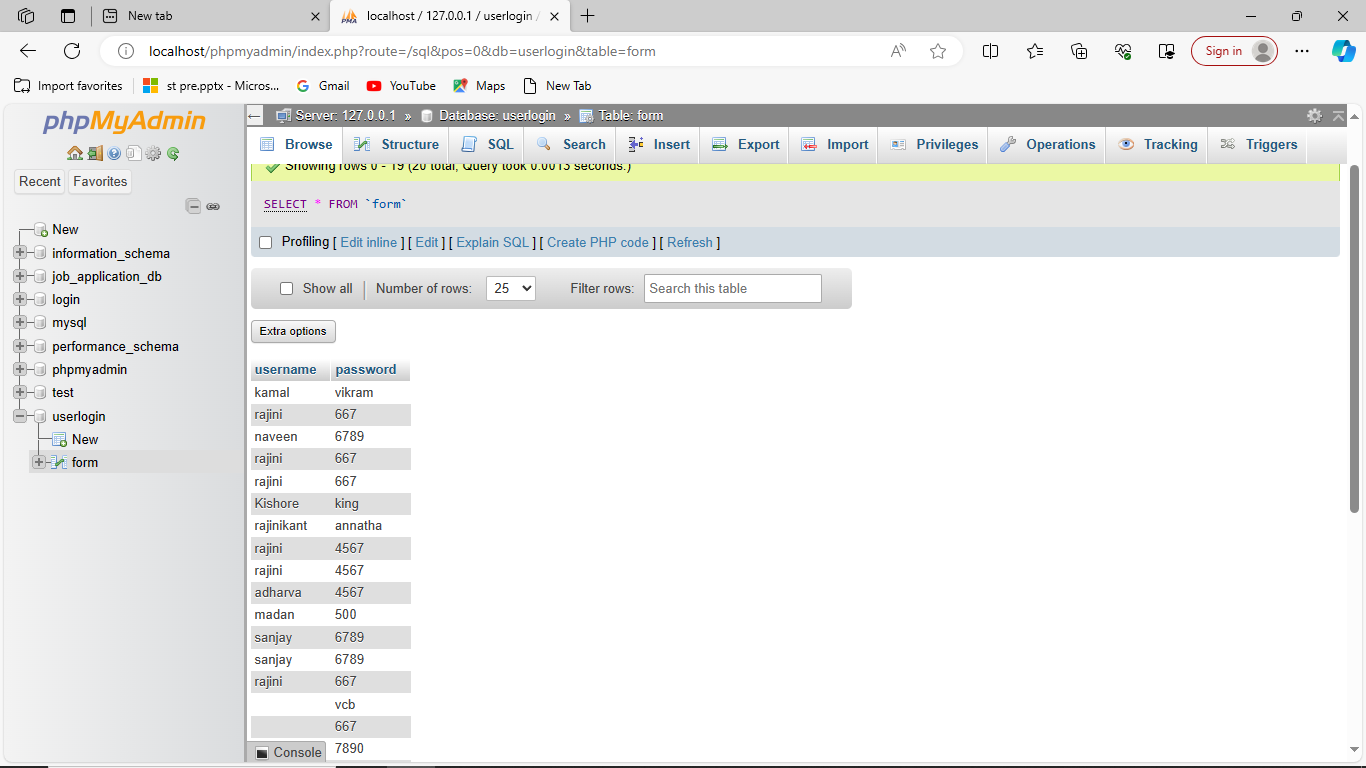 New tab
localhost / 127.0.0.1 / userlogin /
localhost/phpmyadmin/index.php?route=/sql&pos=0&db=userlogin&table=form
Sign in
Import favorites
st pre.pptx - Micros...
Gmail
YouTube
Maps
New Tab
phpMyAdmin
Recent Favorites
New
information_schema
job_application_db
login
mysql
performance_schema
phpmyadmin
test
userlogin
New
form
Server: 127.0.0.1 » Database: userlogin » Table: form
Browse Structure SQL Search Insert Export Import Privileges Operations Tracking Triggers
Showing rows 0 - 19 (20 total, Query took 0.0013 seconds.)
SELECT * FROM `form`
Profiling [ Edit inline ] [ Edit ] [ Explain SQL ] [ Create PHP code ] [ Refresh ]
Show all Number of rows: 25 Filter rows: Search this table
Extra options
username password
kamal vikram
rajini 667
naveen 6789
rajini 667
rajini 667
Kishore king
rajinikant annatha
rajini 4567
rajini 4567
adharva 4567
madan 500
sanjay 6789
sanjay 6789
rajini 667
vcb
667
7890
Console